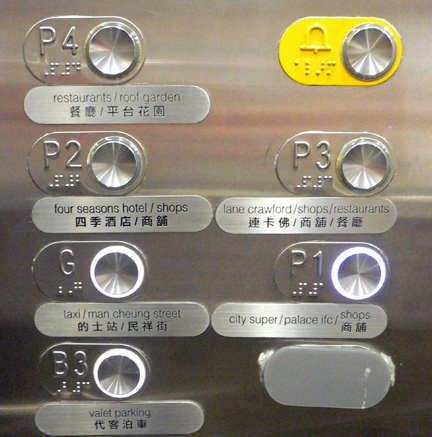 P4
restaurants/roof garden
餐廳/平台花園
P2
P3
four seasons hotel/shops
四季酒店/商舖
lane crawford/shops/restaurants
連卡佛/商舖/餐廳
G
P1
taxi/man cheung street
的士站/民祥街
city super/palace ifc/shops
商舖
B3
valet parking
代客泊車